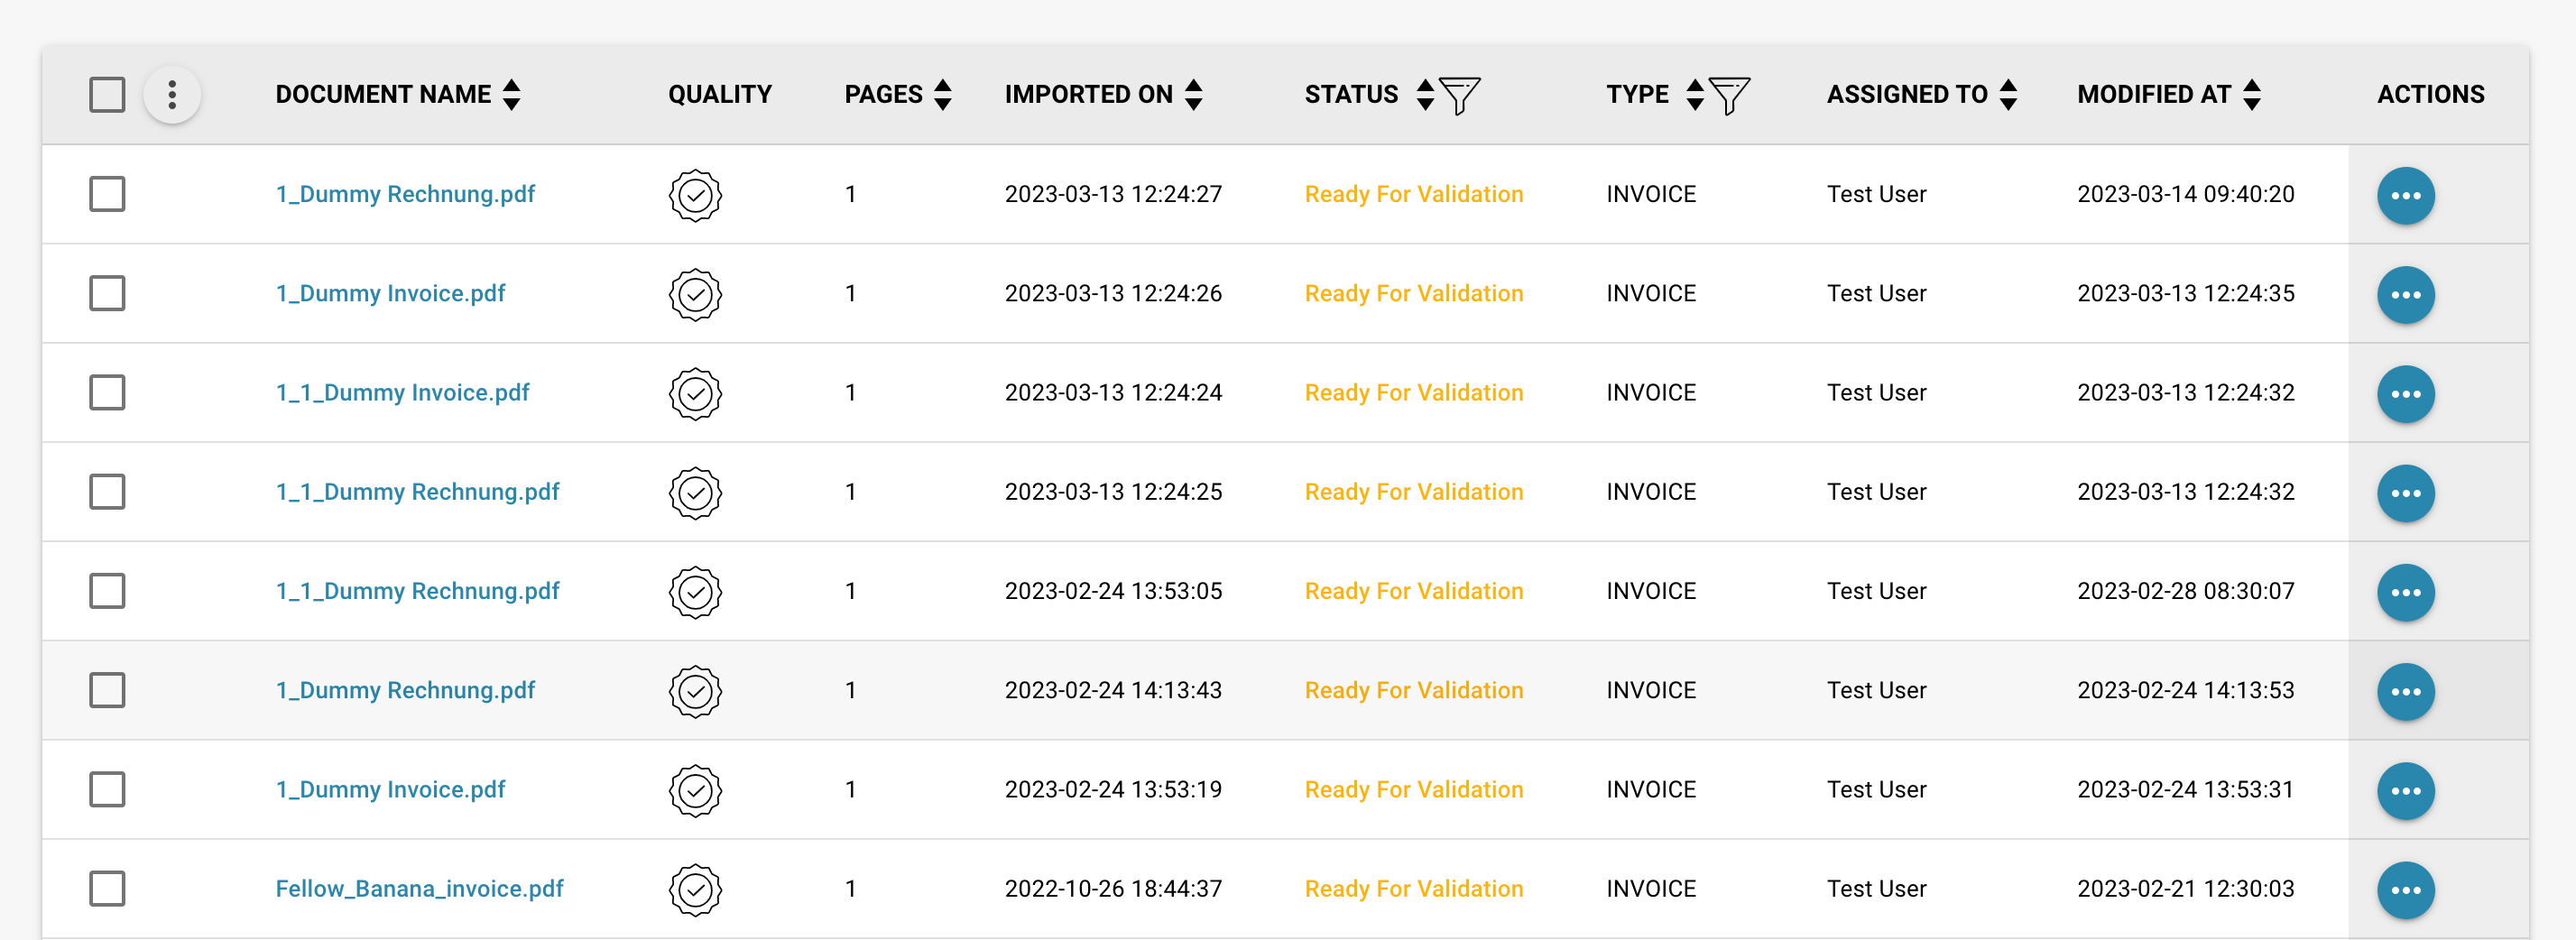 DOCUMENT NAME QUALITY PAGES IMPORTED ON STATUS TYPE ASSIGNED TO MODIFIED AT ACTIONS
1_Dummy Rechnung.pdf 1 2023-03-13 12:24:27 Ready For Validation INVOICE Test User 2023-03-14 09:40:20
1_Dummy Invoice.pdf 1 2023-03-13 12:24:26 Ready For Validation INVOICE Test User 2023-03-13 12:24:35
1_1_Dummy Invoice.pdf 1 2023-03-13 12:24:24 Ready For Validation INVOICE Test User 2023-03-13 12:24:32
1_1_Dummy Rechnung.pdf 1 2023-03-13 12:24:25 Ready For Validation INVOICE Test User 2023-03-13 12:24:32
1_1_Dummy Rechnung.pdf 1 2023-02-24 13:53:05 Ready For Validation INVOICE Test User 2023-02-28 08:30:07
1_Dummy Rechnung.pdf 1 2023-02-24 14:13:43 Ready For Validation INVOICE Test User 2023-02-24 14:13:53
1_Dummy Invoice.pdf 1 2023-02-24 13:53:19 Ready For Validation INVOICE Test User 2023-02-24 13:53:31
Fellow_Banana_invoice.pdf 1 2022-10-26 18:44:37 Ready For Validation INVOICE Test User 2023-02-21 12:30:03